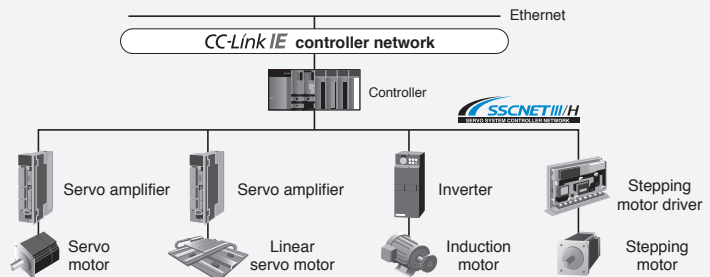 Ethernet
CC-Link IE controller network
Controller
SSCNETIII/H
SERVO SYSTEM CONTROLLER NETWORK
Servo amplifier
Servo amplifier
Inverter
Stepping
motor driver
Servo
motor
Linear
servo motor
Induction
motor
Stepping
motor